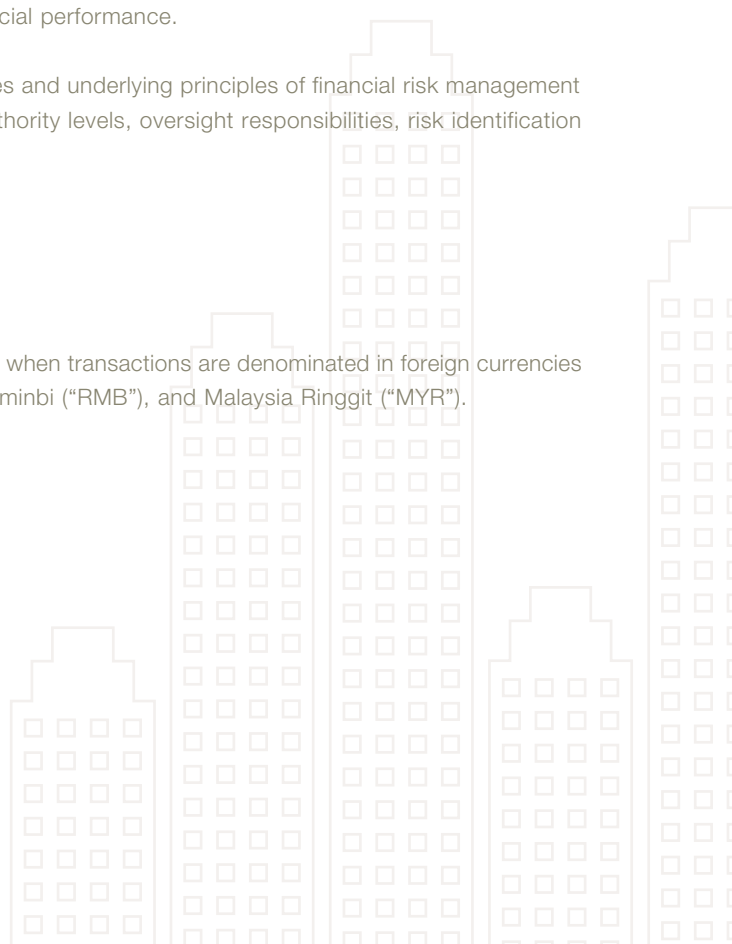 cial performance.
es and underlying principles of financial risk management
thority levels, oversight responsibilities, risk identification
when transactions are denominated in foreign currencies
minbi (“RMB”), and Malaysia Ringgit (“MYR”).